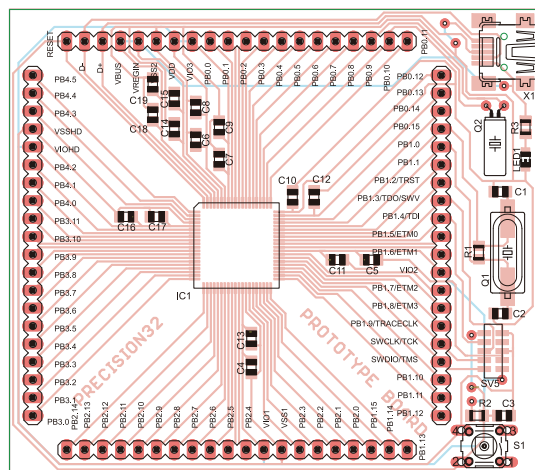 RESET
D-
D+
VBUS
VREGIN
VSS2
VDD
VIO3
PB0.0
PB0.1
PB0.2
PB0.3
PB0.4
PB0.5
PB0.6
PB0.7
PB0.8
PB0.9
PB0.10
PB0.11
X1
PB4.5
PB4.4
PB4.3
VSSHD
VIOHD
PB4.2
PB4.1
PB4.0
PB3.11
PB3.10
PB3.9
PB3.8
PB3.7
PB3.6
PB3.5
PB3.4
PB3.3
PB3.2
PB3.1
PB3.0
C19
C15
C8
C18
C14
C6
C9
C7
C10
C12
C16
C17
C11
C5
IC1
C13
C4
PRECISION32
PROTOTYPE BOARD
PB0.12
PB0.13
PB0.14
PB0.15
PB1.0
PB1.1
PB1.2/TRST
PB1.3/TDO/SWV
PB1.4/TDI
PB1.5/ETM0
PB1.6/ETM1
VIO2
PB1.7/ETM2
PB1.8/ETM3
PB1.9/TRACECLK
SWCLK/TCK
SWDIO/TMS
PB1.10
PB1.11
PB1.12
Q2
R3
LED1
C1
R1
Q1
C2
SV5
R2
C3
S1
4
3
2
1
PB2.14
PB2.13
PB2.12
PB2.11
PB2.10
PB2.9
PB2.8
PB2.7
PB2.6
PB2.5
PB2.4
VIO1
VSS1
PB2.3
PB2.2
PB2.1
PB2.0
PB1.15
PB1.14
PB1.13